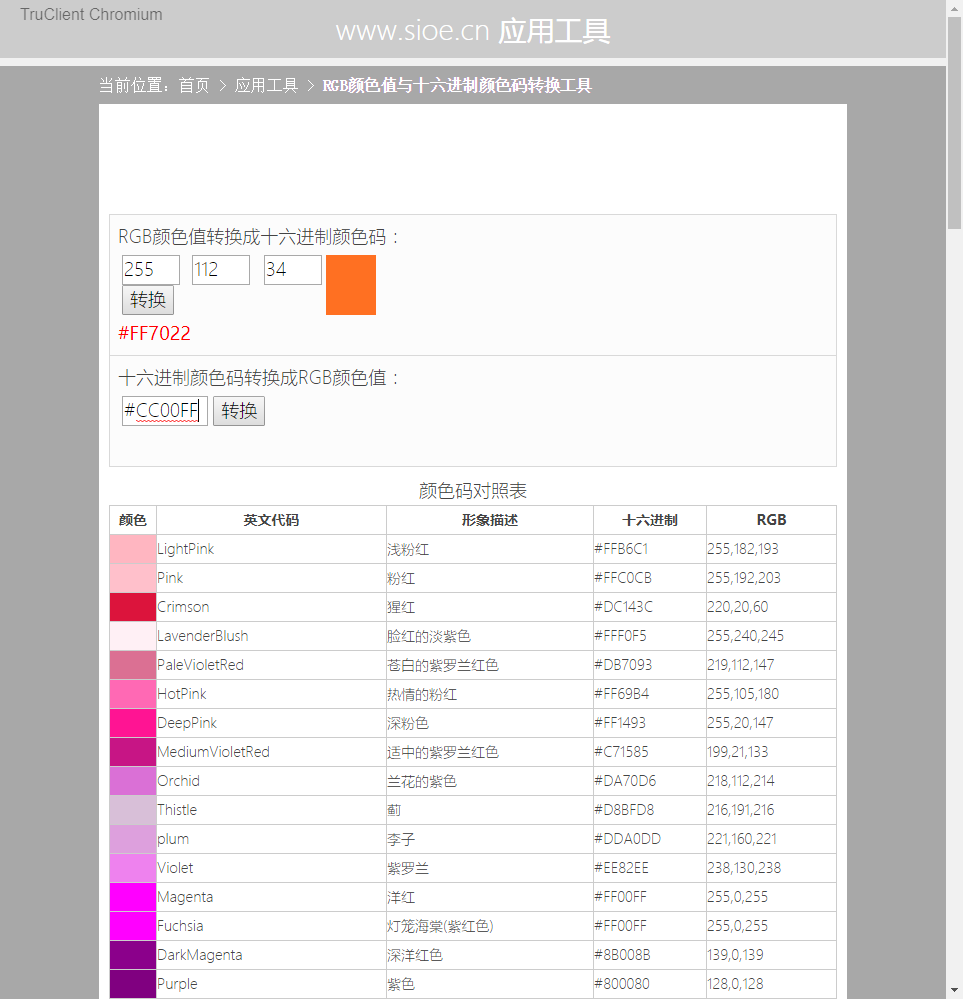 TruClient Chromium
www.sioe.cn 应用工具
当前位置：首页 > 应用工具 > RGB颜色值与十六进制颜色码转换工具
RGB颜色值转换成十六进制颜色码：
255 112 34
转换
#FF7022
十六进制颜色码转换成RGB颜色值：
#CC00FF 转换
颜色码对照表
颜色 英文代码 形象描述 十六进制 RGB
LightPink 浅粉红 #FFB6C1 255,182,193
Pink 粉红 #FFC0CB 255,192,203
Crimson 猩红 #DC143C 220,20,60
LavenderBlush 脸红的淡紫色 #FFF0F5 255,240,245
PaleVioletRed 苍白的紫罗兰红色 #DB7093 219,112,147
HotPink 热情的粉红 #FF69B4 255,105,180
DeepPink 深粉色 #FF1493 255,20,147
MediumVioletRed 适中的紫罗兰红色 #C71585 199,21,133
Orchid 兰花的紫色 #DA70D6 218,112,214
Thistle 蓟 #D8BFD8 216,191,216
plum 李子 #DDA0DD 221,160,221
Violet 紫罗兰 #EE82EE 238,130,238
Magenta 洋红 #FF00FF 255,0,255
Fuchsia 灯笼海棠(紫红色) #FF00FF 255,0,255
DarkMagenta 深洋红色 #8B008B 139,0,139
Purple 紫色 #800080 128,0,128